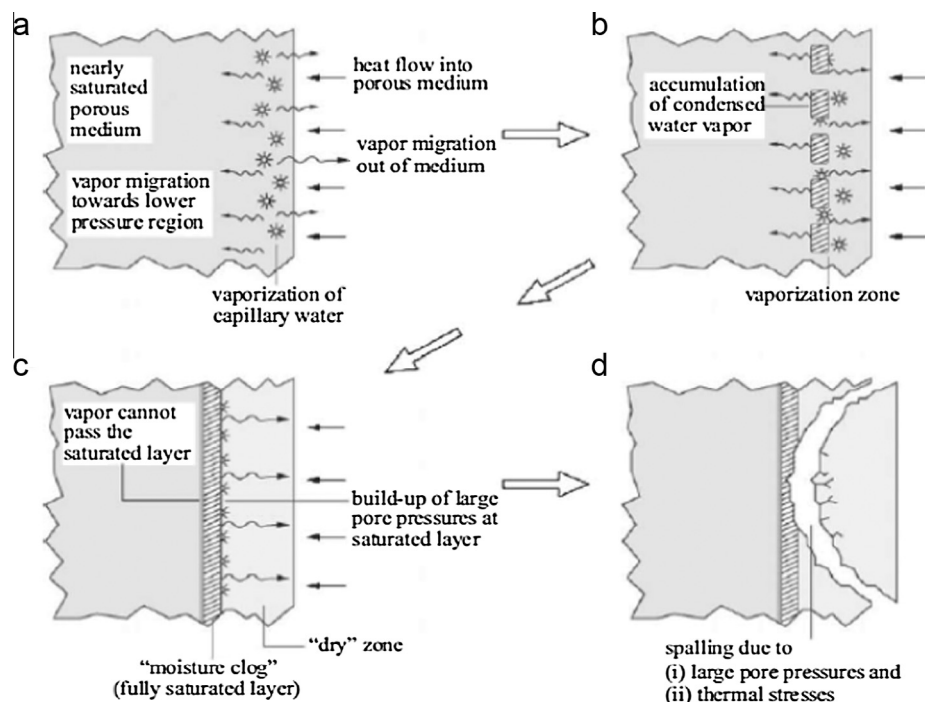 a
nearly
saturated
porous
medium
vapor migration
towards lower
pressure region
heat flow into
porous medium
vapor migration
out of medium
vaporization of
capillary water
b
accumulation
of condensed
water vapor
vaporization zone
c
vapor cannot
pass the
saturated layer
build-up of large
pore pressures at
saturated layer
“dry” zone
“moisture clog”
(fully saturated layer)
d
spalling due to
(i) large pore pressures and
(ii) thermal stresses